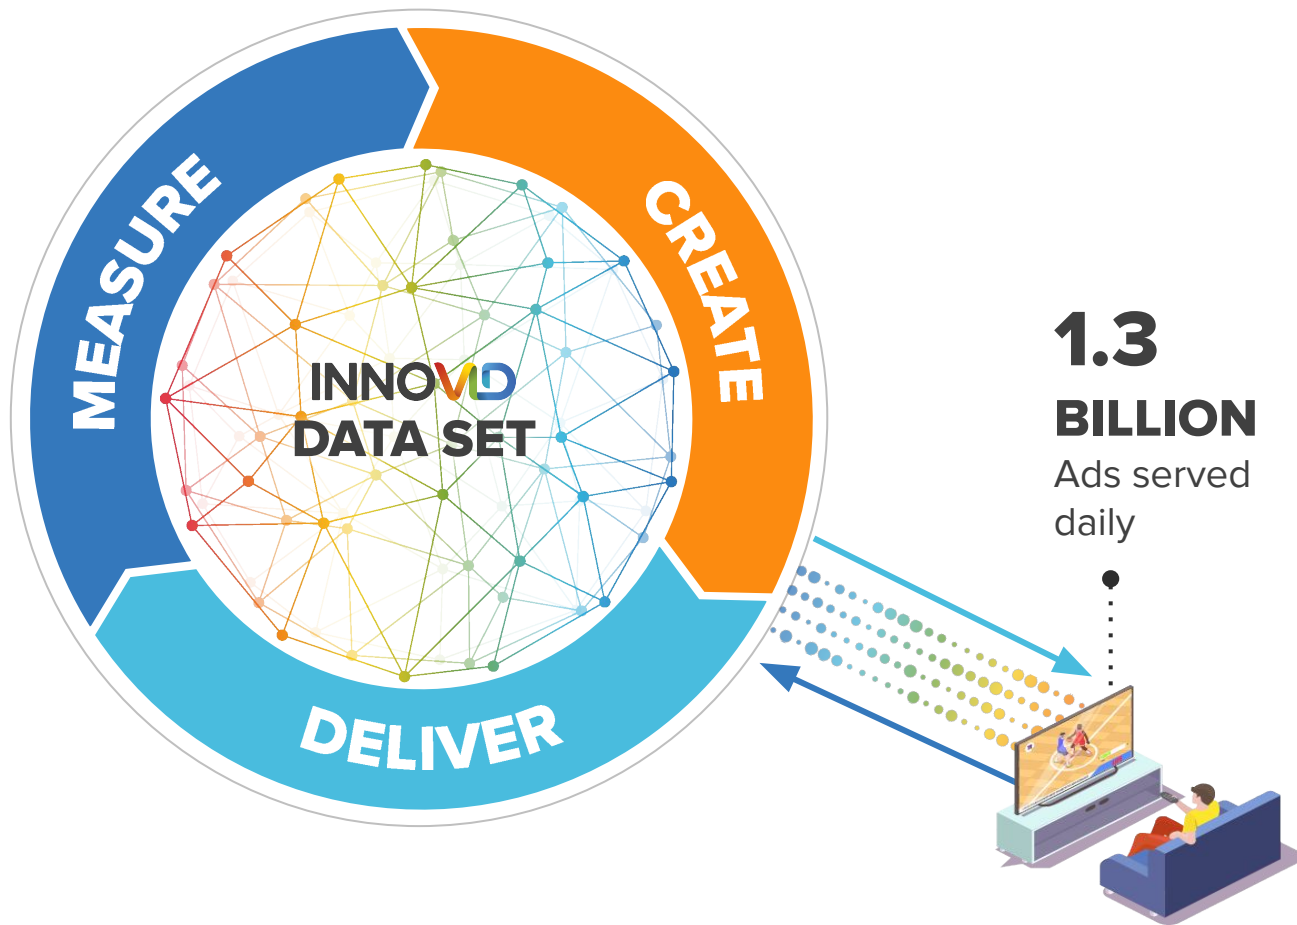 MEASURE
CREATE
INNOVID
DATA SET
DELIVER
1.3
BILLION
Ads served
daily